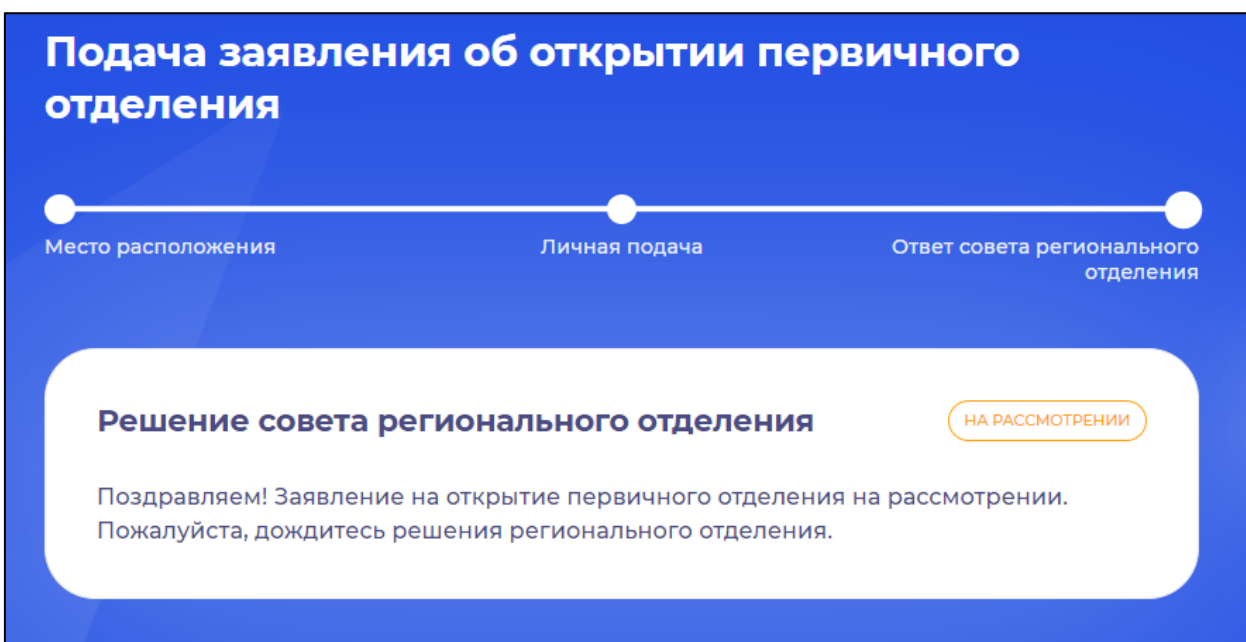 Подача заявления об открытии первичного
отделения
Место расположения
Личная подача
Ответ совета регионального
отделения
Решение совета регионального отделения
НА РАССМОТРЕНИИ
Поздравляем! Заявление на открытие первичного отделения на рассмотрении.
Пожалуйста, дождитесь решения регионального отделения.